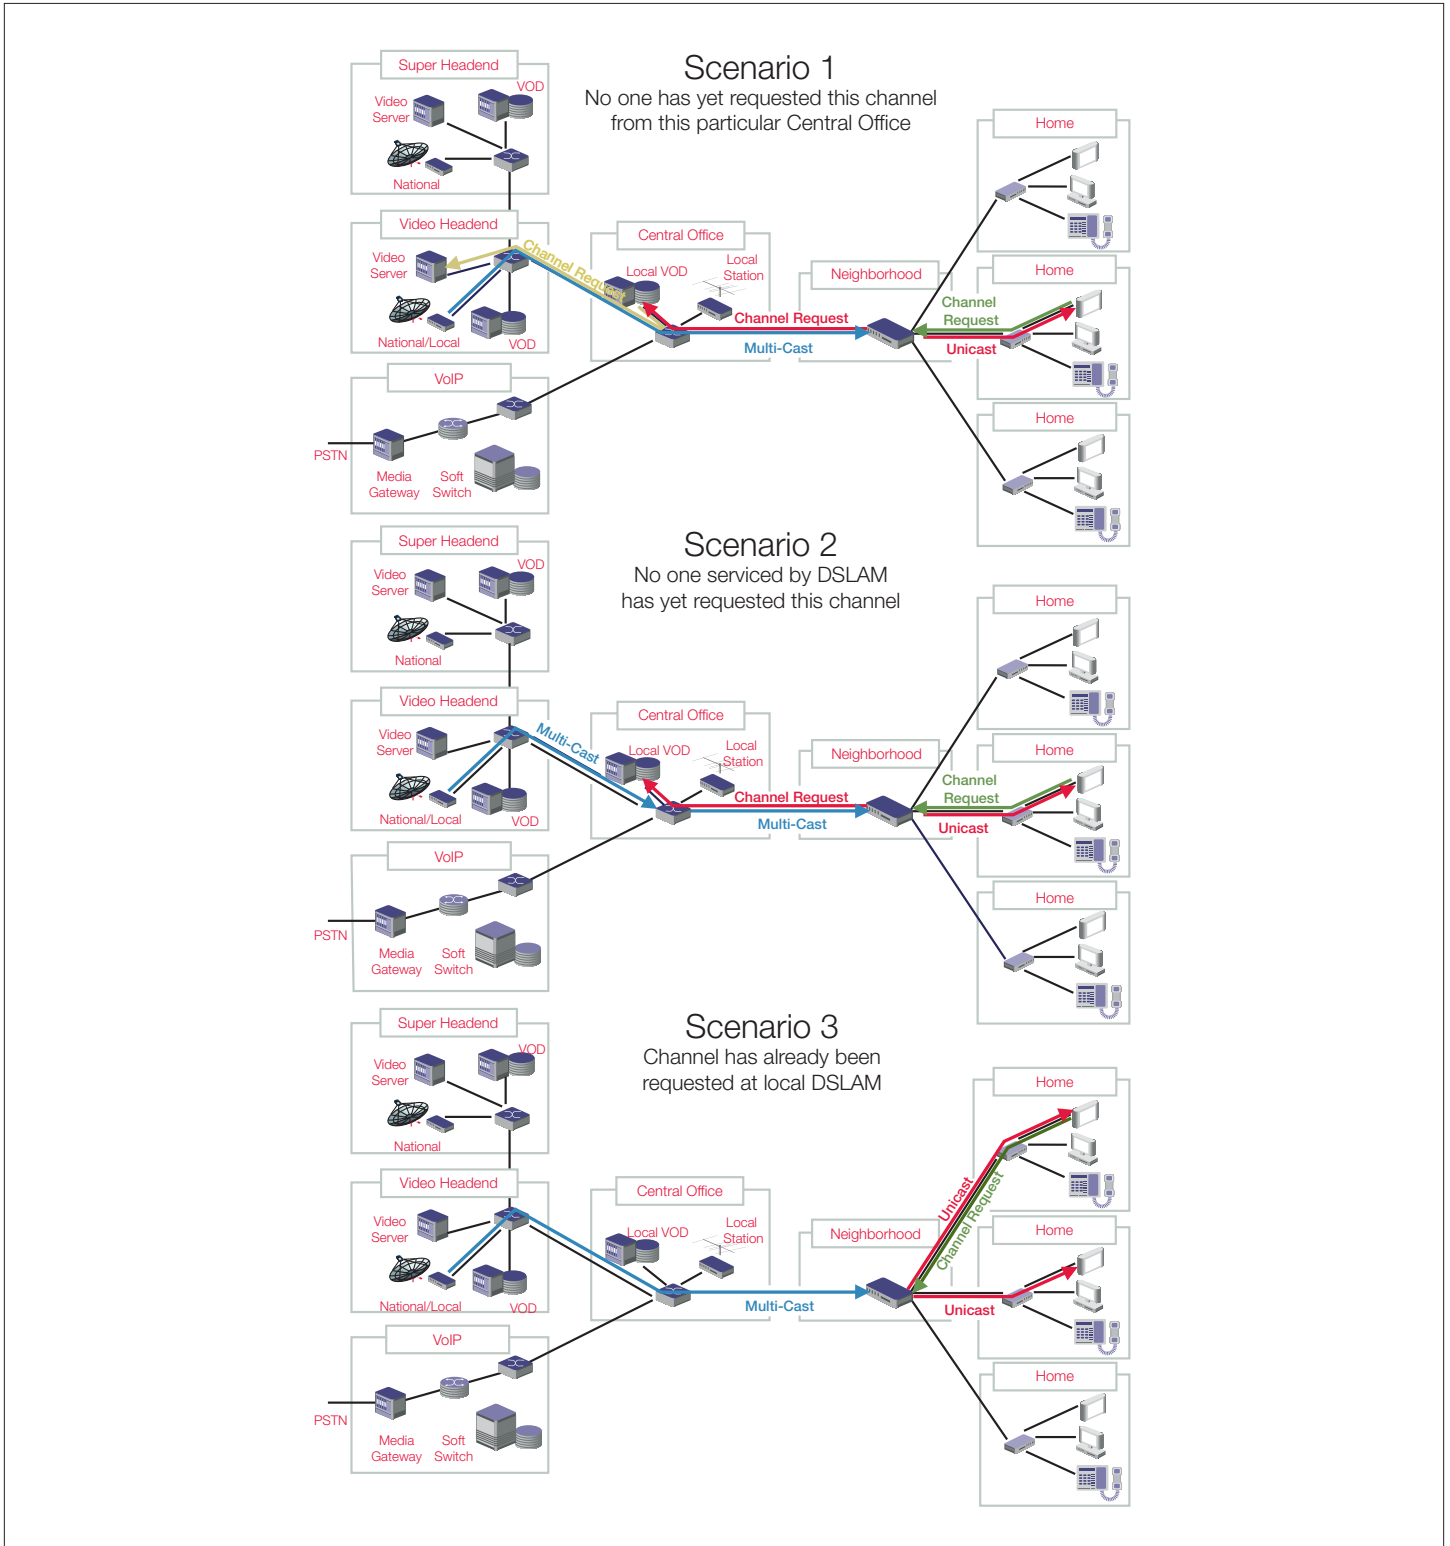 Scenario 1
No one has yet requested this channel
from this particular Central Office
Super Headend
Video
Server
VOD
National
Video Headend
Video
Server
National/Local
VOD
Channel Request
Central Office
Local VOD
Local
Station
Channel Request
Multi-Cast
Neighborhood
Home
Home
Channel
Request
Unicast
Home
VoIP
PSTN
Media
Gateway
Soft
Switch
Scenario 2
No one serviced by DSLAM
has yet requested this channel
Super Headend
Video
Server
VOD
National
Video Headend
Video
Server
National/Local
VOD
Multi-Cast
Central Office
Local VOD
Local
Station
Channel Request
Multi-Cast
Neighborhood
Home
Home
Channel
Request
Unicast
Home
VoIP
PSTN
Media
Gateway
Soft
Switch
Scenario 3
Channel has already been
requested at local DSLAM
Super Headend
Video
Server
VOD
National
Video Headend
Video
Server
National/Local
VOD
Central Office
Local VOD
Local
Station
Multi-Cast
Neighborhood
Home
Unicast
Channel Request
Home
Unicast
Home
VoIP
PSTN
Media
Gateway
Soft
Switch